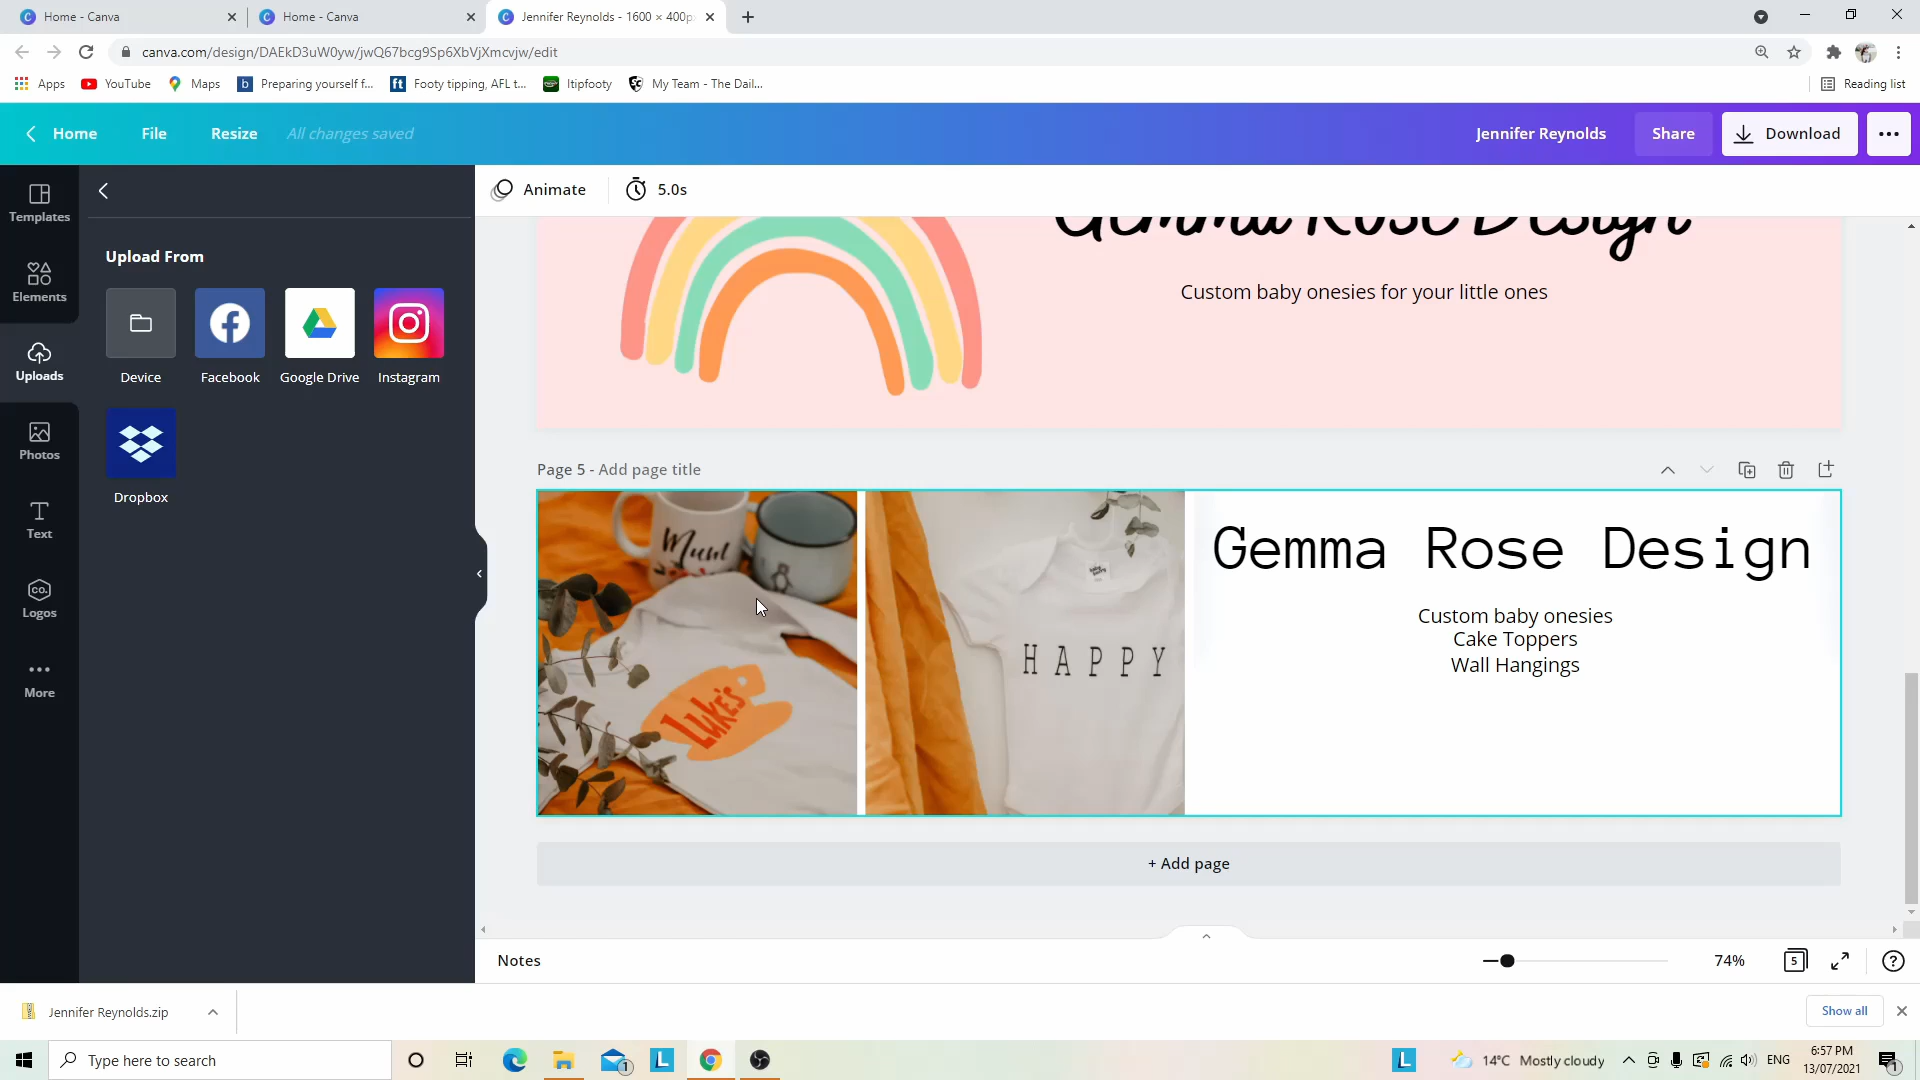 Home - Canva
Home - Canva
Jennifer Reynolds - 1600 × 400p
canva.com/design/DAEkD3uW0yw/jwQ67bcg9Sp6XbVjXmcvjw/edit
Apps YouTube Maps Preparing yourself f... Footy tipping, AFL t... Itipfooty My Team - The Dail... Reading list
Home File Resize All changes saved Jennifer Reynolds Share Download
Animate 5.0s
Templates
Elements
Uploads
Photos
Text
Logos
More
Upload From
Device Facebook Google Drive Instagram
Dropbox
Gemma Rose Design
Custom baby onesies for your little ones
Page 5 - Add page title
Mum
Luke's
HAPPY
Gemma Rose Design
Custom baby onesies
Cake Toppers
Wall Hangings
+ Add page
Notes 74% 5
Jennifer Reynolds.zip Show all
Type here to search
14°C Mostly cloudy ENG
6:57 PM
13/07/2021